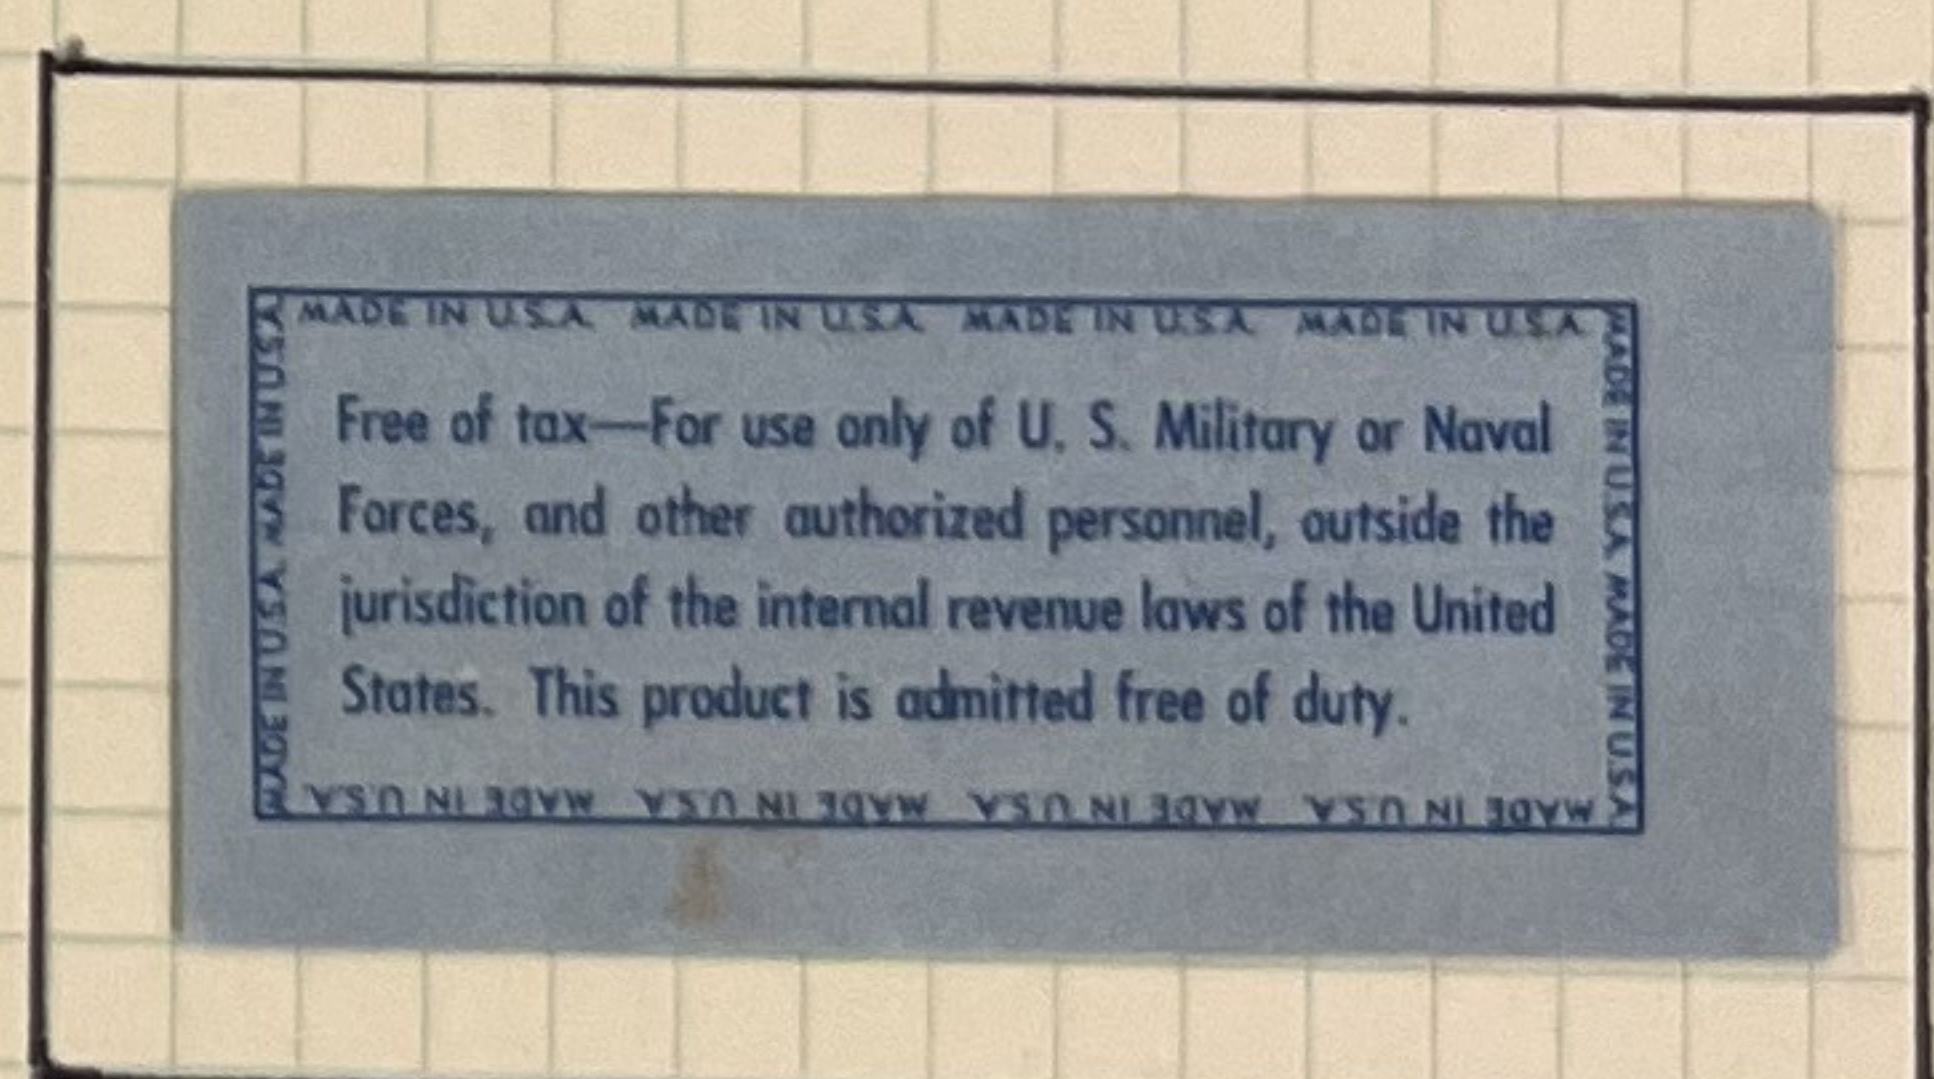 MADE IN U.S.A. MADE IN U.S.A. MADE IN U.S.A. MADE IN U.S.A.
MADE IN U.S.A. MADE IN U.S.A.
Free of tax—For use only of U. S. Military or Naval
Forces, and other authorized personnel, outside the
jurisdiction of the internal revenue laws of the United
States. This product is admitted free of duty.
MADE IN U.S.A. MADE IN U.S.A.
MADE IN U.S.A. MADE IN U.S.A. MADE IN U.S.A. MADE IN U.S.A.